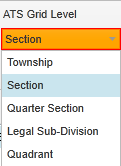 ATS Grid Level
Section
Township
Section
Quarter Section
Legal Sub-Division
Quadrant